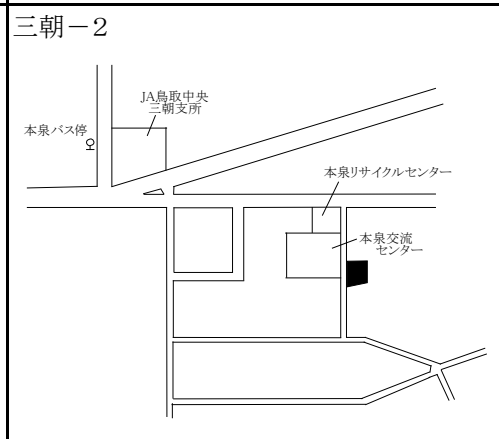 三朝－2
JA鳥取中央
三朝支所
本泉バス停
本泉リサイクルセンター
本泉交流
センター